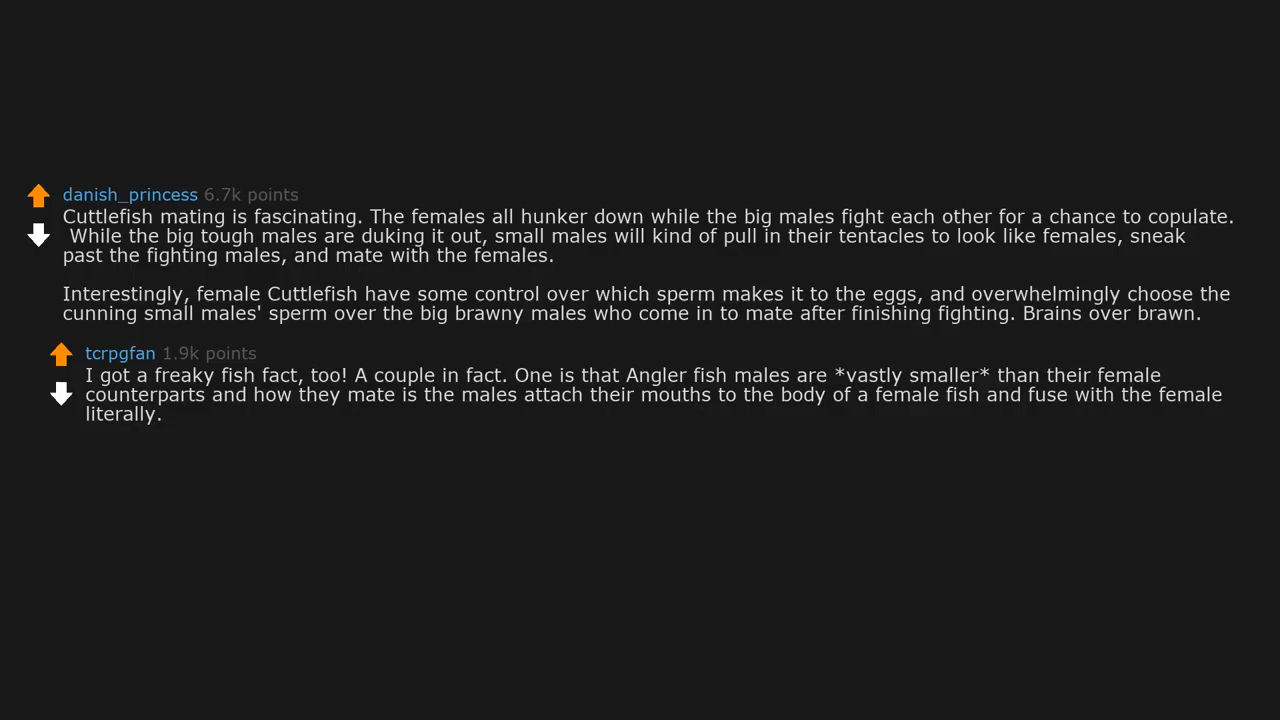 danish_princess 6.7k points
Cuttlefish mating is fascinating. The females all hunker down while the big males fight each other for a chance to copulate.
While the big tough males are duking it out, small males will kind of pull in their tentacles to look like females, sneak
past the fighting males, and mate with the females.
Interestingly, female Cuttlefish have some control over which sperm makes it to the eggs, and overwhelmingly choose the
cunning small males' sperm over the big brawny males who come in to mate after finishing fighting. Brains over brawn.
tcrpgfan 1.9k points
I got a freaky fish fact, too! A couple in fact. One is that Angler fish males are *vastly smaller* than their female
counterparts and how they mate is the males attach their mouths to the body of a female fish and fuse with the female
literally.